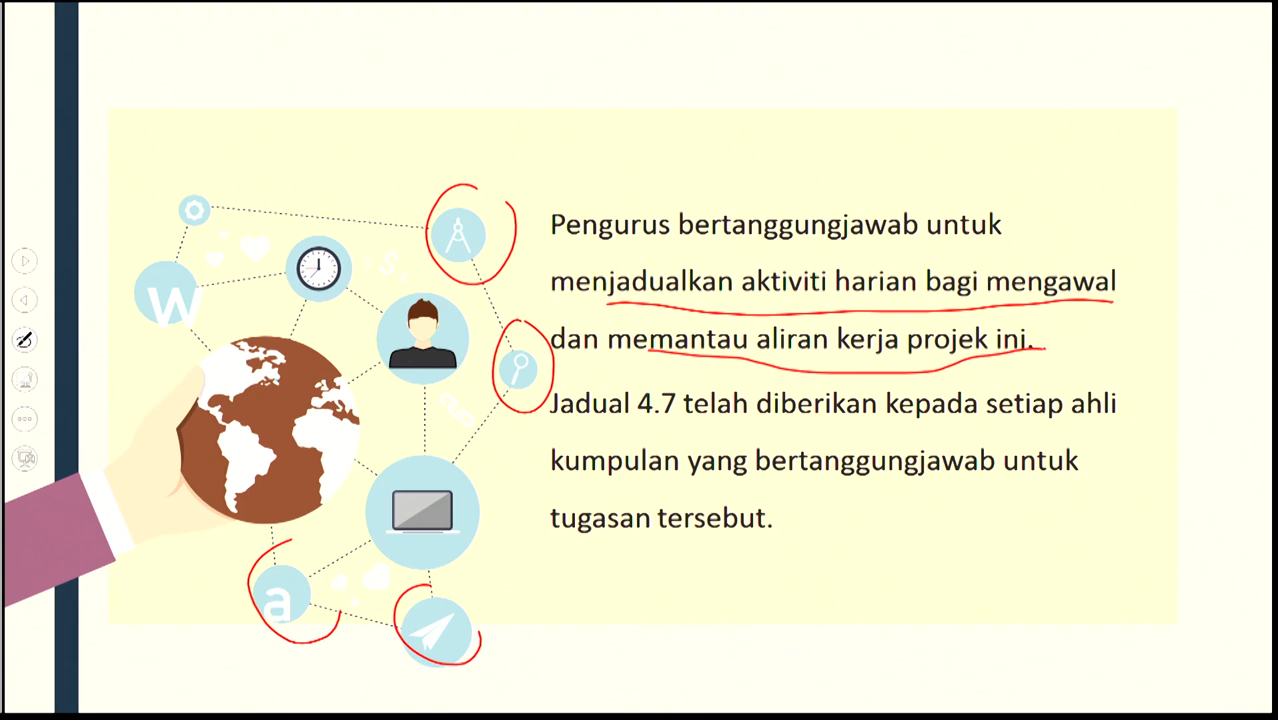 Pengurus bertanggungjawab untuk
menjadualkan aktiviti harian bagi mengawal
dan memantau aliran kerja projek ini.
Jadual 4.7 telah diberikan kepada setiap ahli
kumpulan yang bertanggungjawab untuk
tugasan tersebut.
W
a